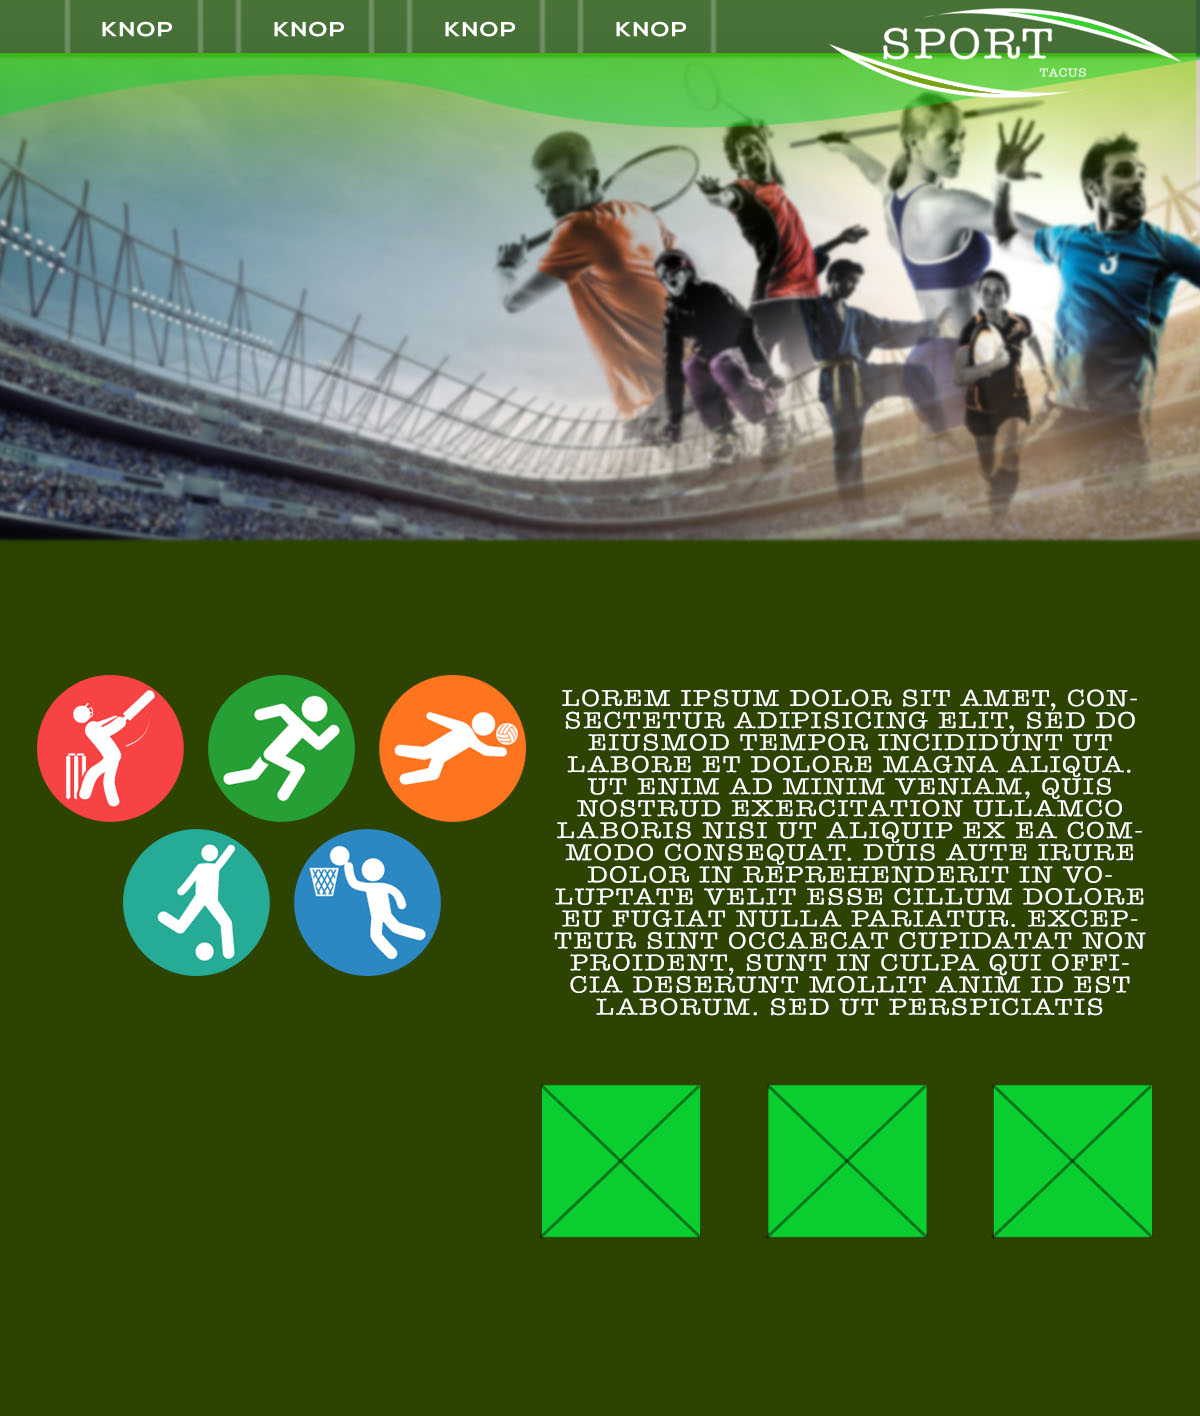 KNOP KNOP KNOP KNOP
SPORT
TACUS
3
LOREM IPSUM DOLOR SIT AMET, CON-
SECTETUR ADIPISICING ELIT, SED DO
EIUSMOD TEMPOR INCIDIDUNT UT
LABORE ET DOLORE MAGNA ALIQUA.
UT ENIM AD MINIM VENIAM, QUIS
NOSTRUD EXERCITATION ULLAMCO
LABORIS NISI UT ALIQUIP EX EA COM-
MODO CONSEQUAT. DUIS AUTE IRURE
DOLOR IN REPREHENDERIT IN VO-
LUPTATE VELIT ESSE CILLUM DOLORE
EU FUGIAT NULLA PARIATUR. EXCEP-
TEUR SINT OCCAECAT CUPIDATAT NON
PROIDENT, SUNT IN CULPA QUI OFFI-
CIA DESERUNT MOLLIT ANIM ID EST
LABORUM. SED UT PERSPICIATIS